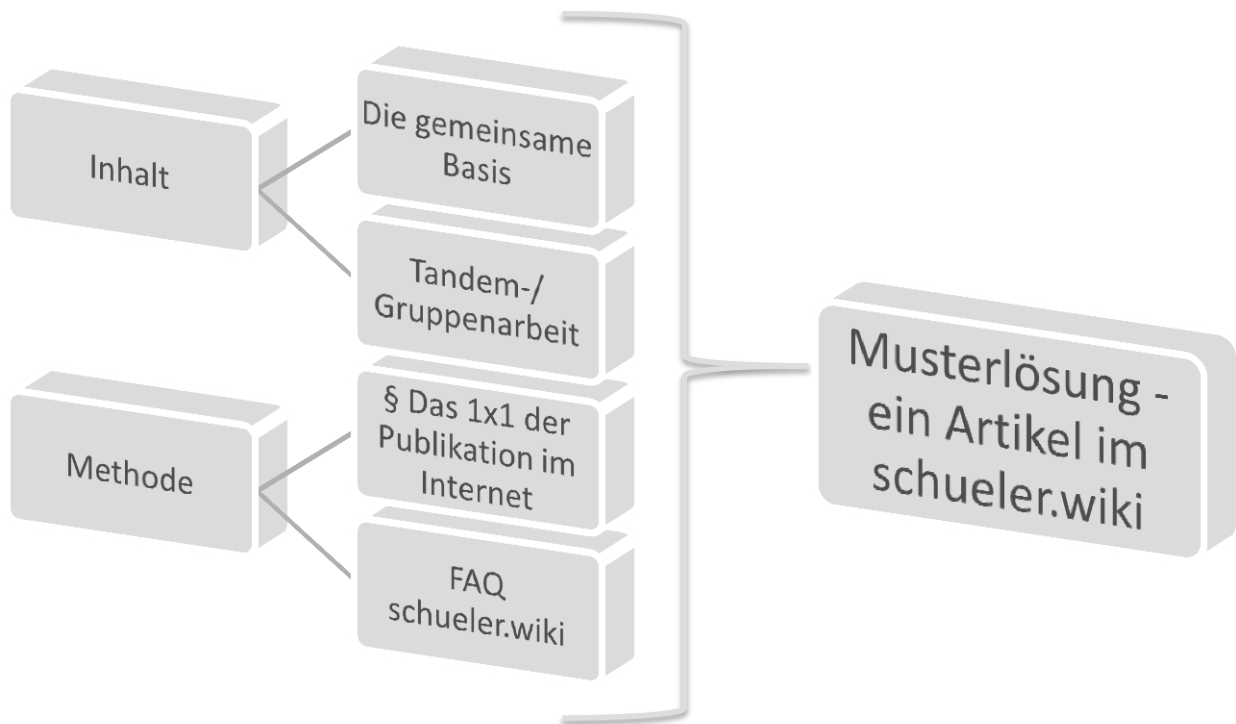 Inhalt
Die gemeinsame
Basis
Tandem-/
Gruppenarbeit
Methode
§ Das 1x1 der
Publikation im
Internet
FAQ
schueler.wiki
Musterlösung -
ein Artikel im
schueler.wiki